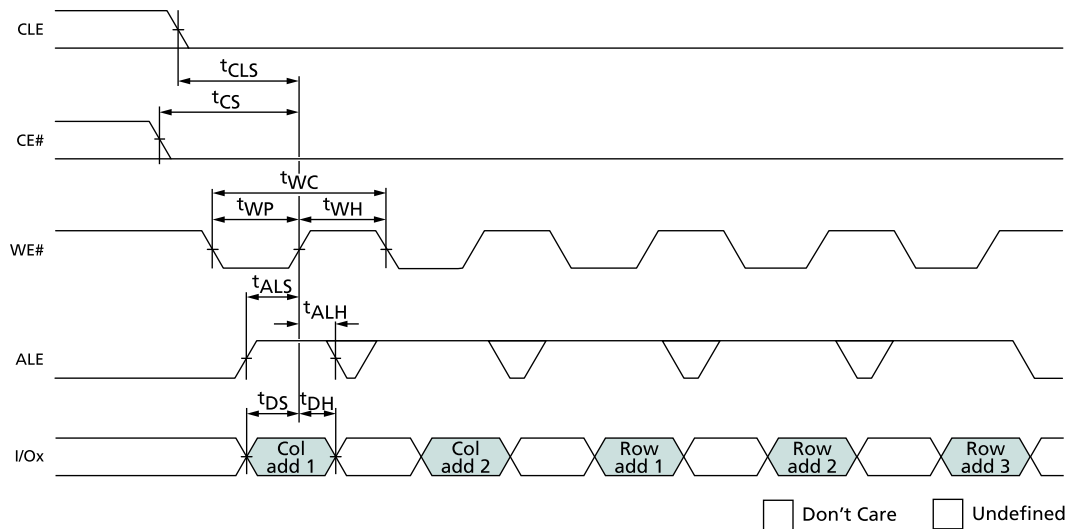 CLE
tCLS
tCS
CE#
tWC
tWP
tWH
WE#
tALS
tALH
ALE
tDS
tDH
I/Ox
Col
add 1
Col
add 2
Row
add 1
Row
add 2
Row
add 3
Don't Care
Undefined